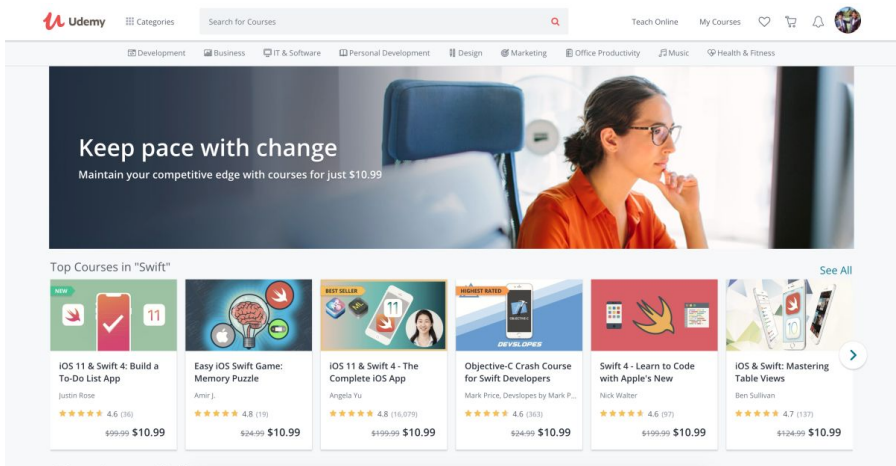 Udemy
Categories
Search for Courses
Teach Online
My Courses
Development
Business
IT & Software
Personal Development
Design
Marketing
Office Productivity
Music
Health & Fitness
Keep pace with change
Maintain your competitive edge with courses for just $10.99
Top Courses in "Swift"
See All
NEW
11
iOS 11 & Swift 4: Build a
To-Do List App
Justin Rose
4.6 (36)
$99.99 $10.99
Easy iOS Swift Game:
Memory Puzzle
Amir J.
4.8 (19)
$24.99 $10.99
BEST SELLER
11
iOS 11 & Swift 4 - The
Complete iOS App
Angela Yu
4.8 (16,079)
$199.99 $10.99
HIGHEST RATED
OBJECTIVE-C
DEVSLOPES
Objective-C Crash Course
for Swift Developers
Mark Price, Devslopes by Mark P...
4.6 (363)
$24.99 $10.99
Swift 4 - Learn to Code
with Apple's New
Nick Walter
4.6 (97)
$199.99 $10.99
10
iOS & Swift: Mastering
Table Views
Ben Sullivan
4.7 (137)
$124.99 $10.99